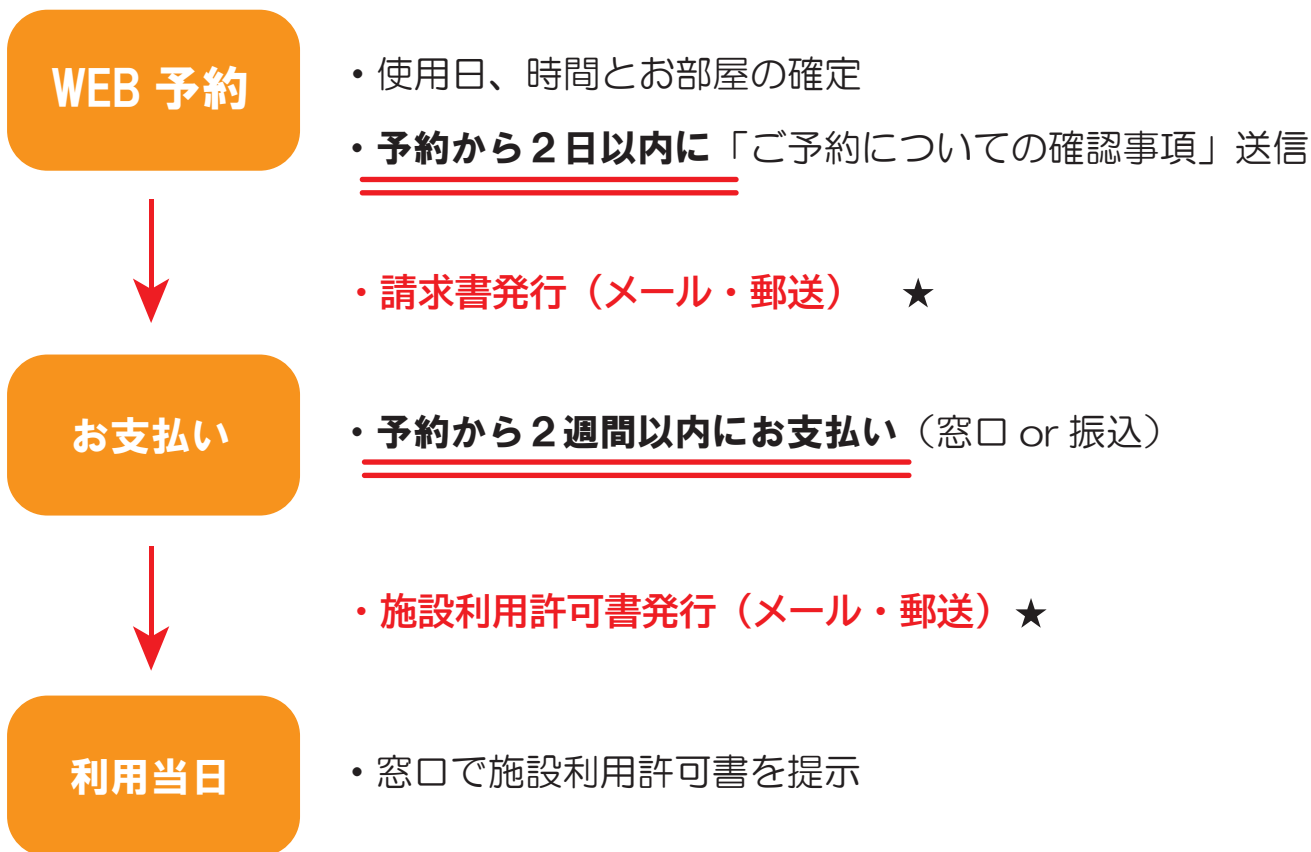 WEB 予約
・使用日、時間とお部屋の確定
・予約から２日以内に「ご予約についての確認事項」送信
・請求書発行（メール・郵送）　★
お支払い
・予約から２週間以内にお支払い（窓口 or 振込）
・施設利用許可書発行（メール・郵送）★
利用当日
・窓口で施設利用許可書を提示